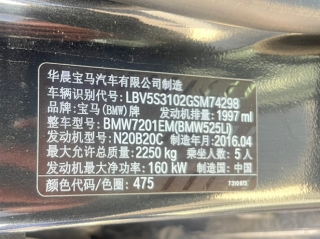 华晨宝马汽车有限公司制造
车辆识别代号: LBV5S3102GSM74298
品牌: 宝马(BMW)牌 发动机排量: 1997 ml
整车型号: BMW7201EM(BMW525Li)
发动机型号: N20B20C 制造年月: 2016.04
最大允许总质量: 2250 kg 乘坐人数: 5 人
发动机最大净功率: 160 kW 制造国: 中国
颜色代码/色圈: 475